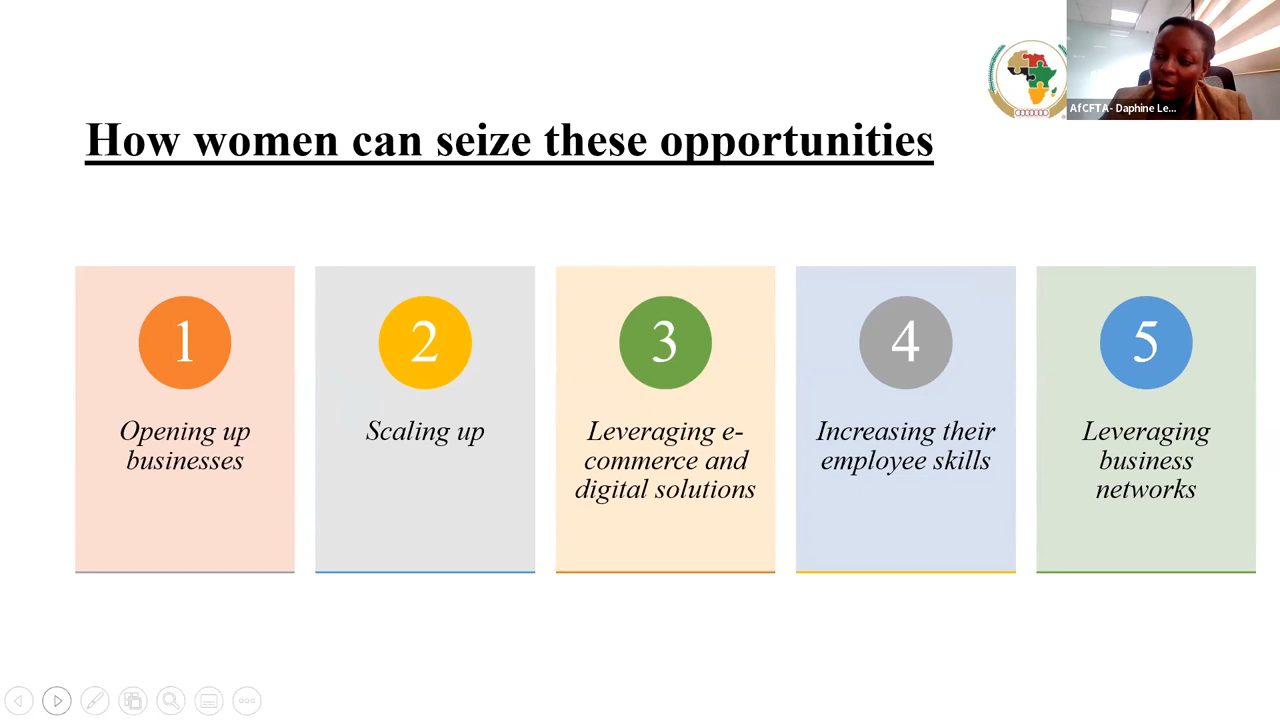 AfCFTA- Daphine Le...
How women can seize these opportunities
1
Opening up
businesses
2
Scaling up
3
Leveraging e-
commerce and
digital solutions
4
Increasing their
employee skills
5
Leveraging
business
networks